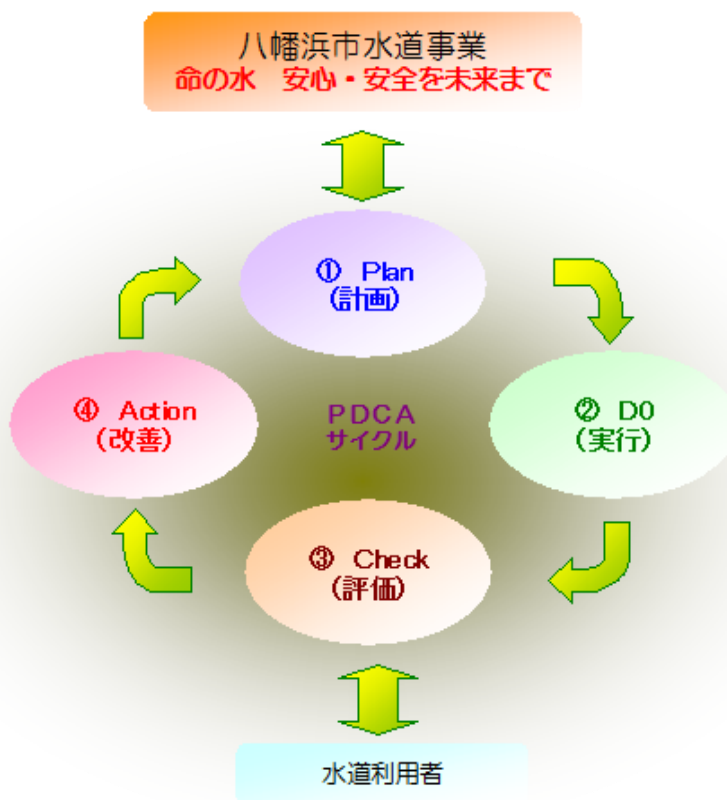 八幡浜市水道事業
命の水　安心・安全を未来まで
①　Plan
(計画)
④　Action
(改善)
PDCA
サイクル
②　DO
(実行)
③　Check
(評価)
水道利用者